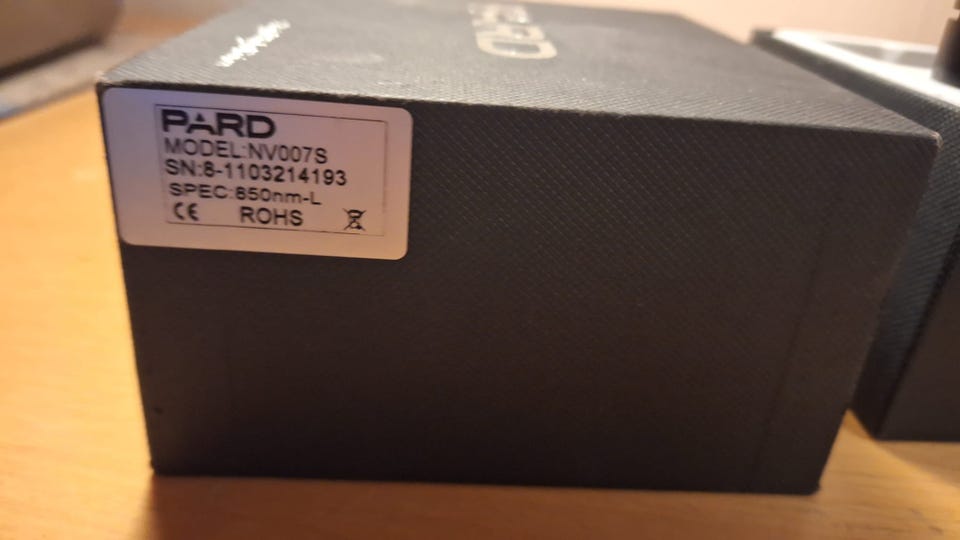 PARD
MODEL:NV007S
SN:8-1103214193
SPEC:850nm-L
CE ROHS